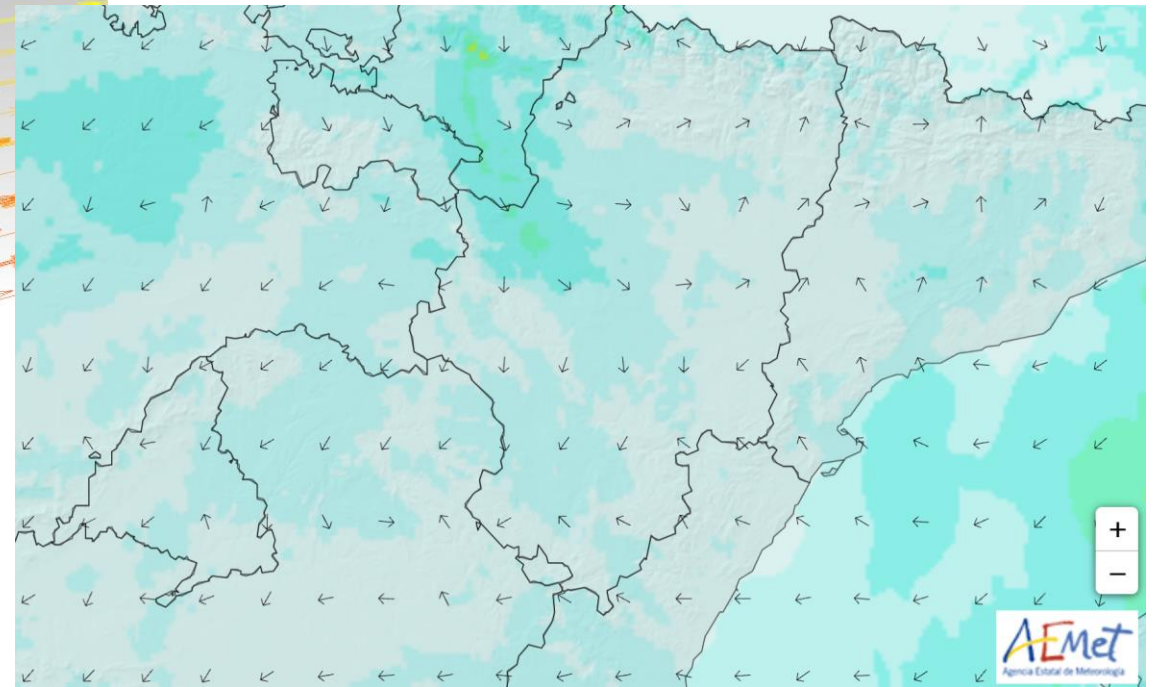 +
−
AEMet
Agencia Estatal de Meteorología